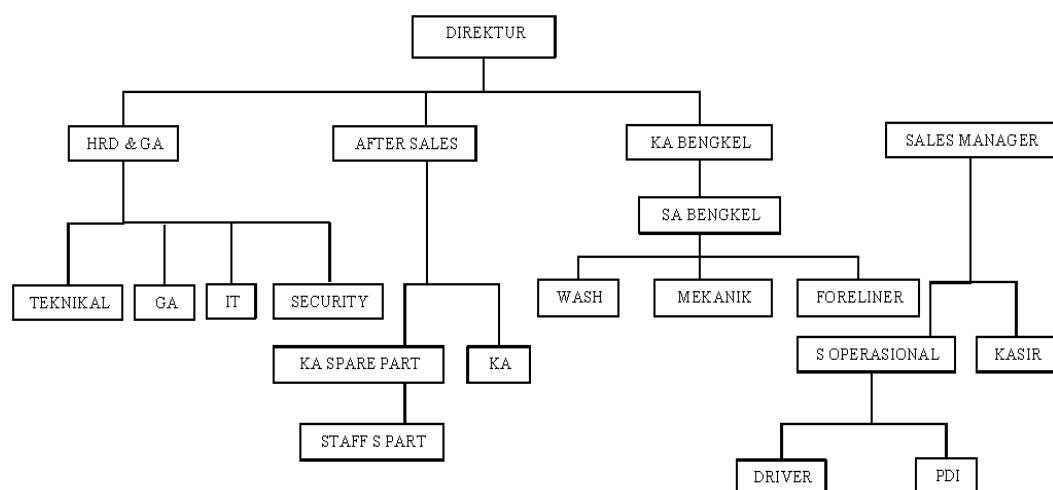 DIREKTUR
HRD & GA
AFTER SALES
KA BENGKEL
SALES MANAGER
SA BENGKEL
TEKNIKAL
GA
IT
SECURITY
WASH
MEKANIK
FORELINER
KA SPARE PART
KA
S OPERASIONAL
KASIR
STAFF S PART
DRIVER
PDI